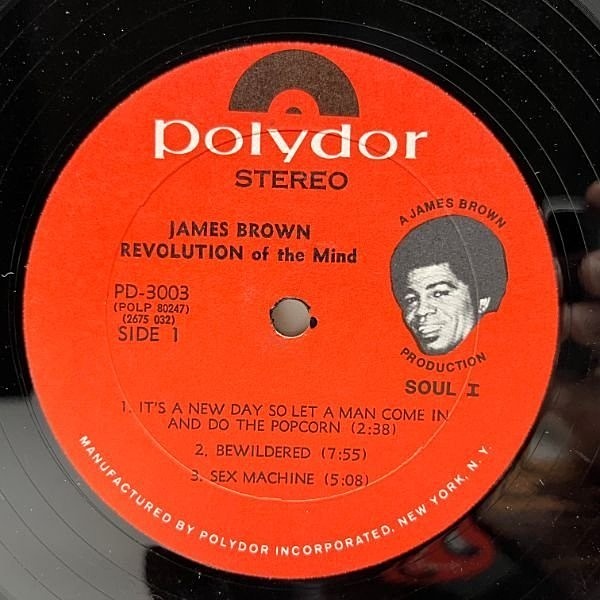 polydor
STEREO
JAMES BROWN
REVOLUTION of the Mind
A JAMES BROWN
PRODUCTION
SOUL I
PD-3003
(POLP 80247)
(2675 032)
SIDE 1
1. IT'S A NEW DAY SO LET A MAN COME IN
AND DO THE POPCORN (2:38)
2. BEWILDERED (7:55)
3. SEX MACHINE (5:08)
MANUFACTURED BY POLYDOR INCORPORATED, NEW YORK, N. Y.